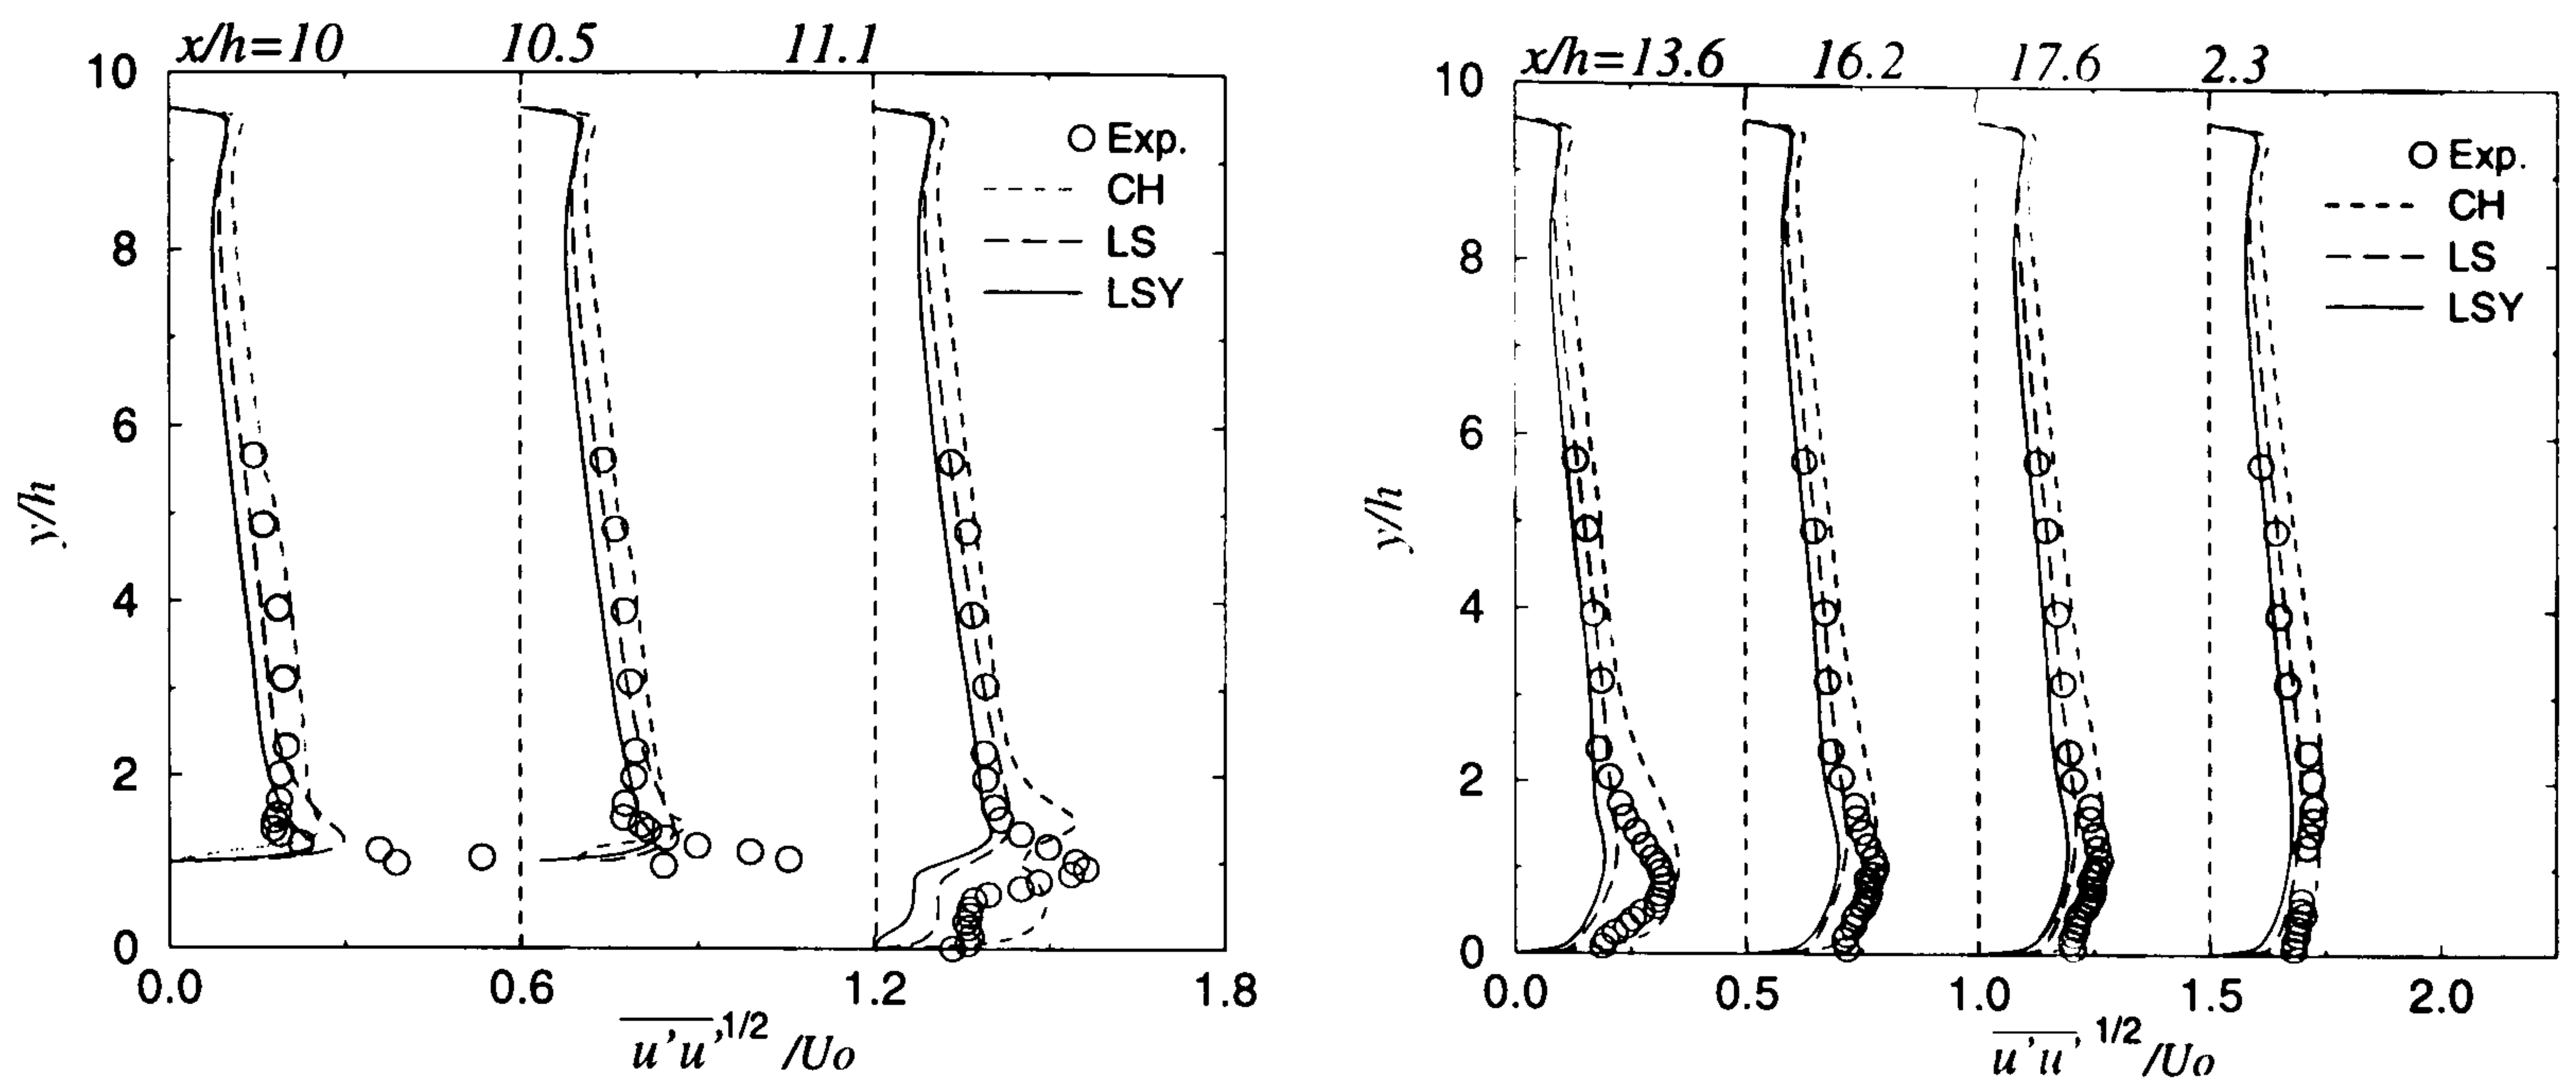 x/h=10 10.5 11.1
10
8
6
4
2
0
y/h
O Exp.
CH
LS
LSY
0.0 0.6 1.2 1.8
u'u'^1/2 /Uo
x/h=13.6 16.2 17.6 2.3
10
8
6
4
2
0
y/h
O Exp.
CH
LS
LSY
0.0 0.5 1.0 1.5 2.0
u'u'^1/2 /Uo